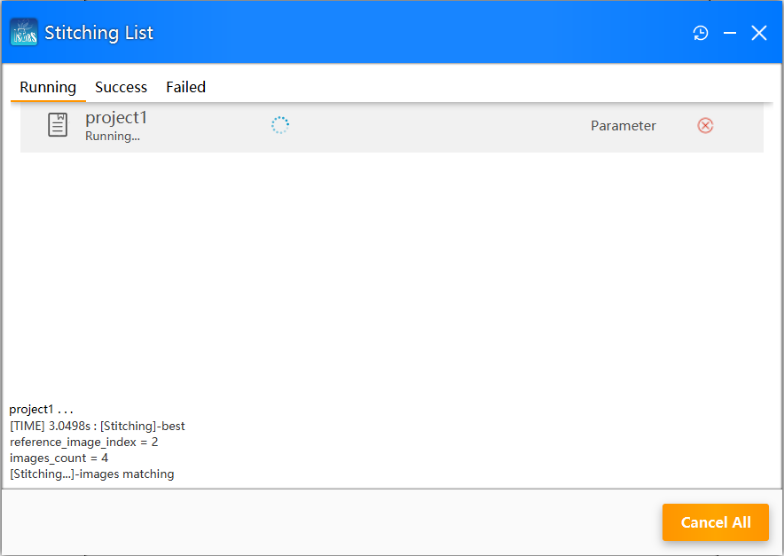 Stitching List
Running Success Failed
project1
Running...
Parameter
project1 . . .
[TIME] 3.0498s : [Stitching]-best
reference_image_index = 2
images_count = 4
[Stitching...]-images matching
Cancel All